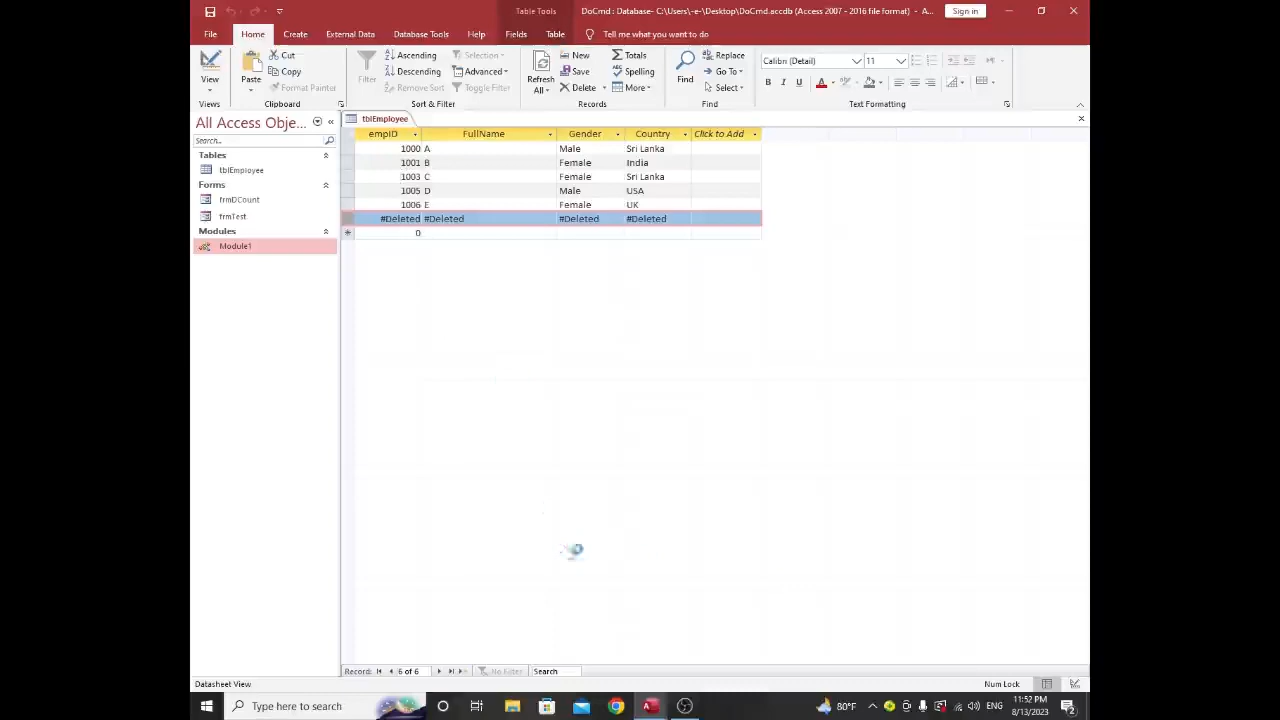 Table Tools
DoCmd : Database- C:\Users\-e-\Desktop\DoCmd.accdb (Access 2007 - 2016 file format) - A...
Sign in
File Home Create External Data Database Tools Help Fields Table Tell me what you want to do
View
Views
Paste
Cut
Copy
Format Painter
Clipboard
Filter
Ascending
Descending
Remove Sort
Selection
Advanced
Toggle Filter
Sort & Filter
Refresh
All
New
Save
Delete
Totals
Spelling
More
Records
Find
Replace
Go To
Select
Find
Calibri (Detail) 11
B I U A
Text Formatting
All Access Obje...
Search...
Tables
tblEmployee
Forms
frmDCount
frmTest
Modules
Module1
tblEmployee
empID FullName Gender Country Click to Add
1000 A Male Sri Lanka
1001 B Female India
1003 C Female Sri Lanka
1005 D Male USA
1006 E Female UK
#Deleted #Deleted #Deleted #Deleted
0
Record: 6 of 6 No Filter Search
Datasheet View
Num Lock
Type here to search
80°F
ENG
11:52 PM
8/13/2023
2